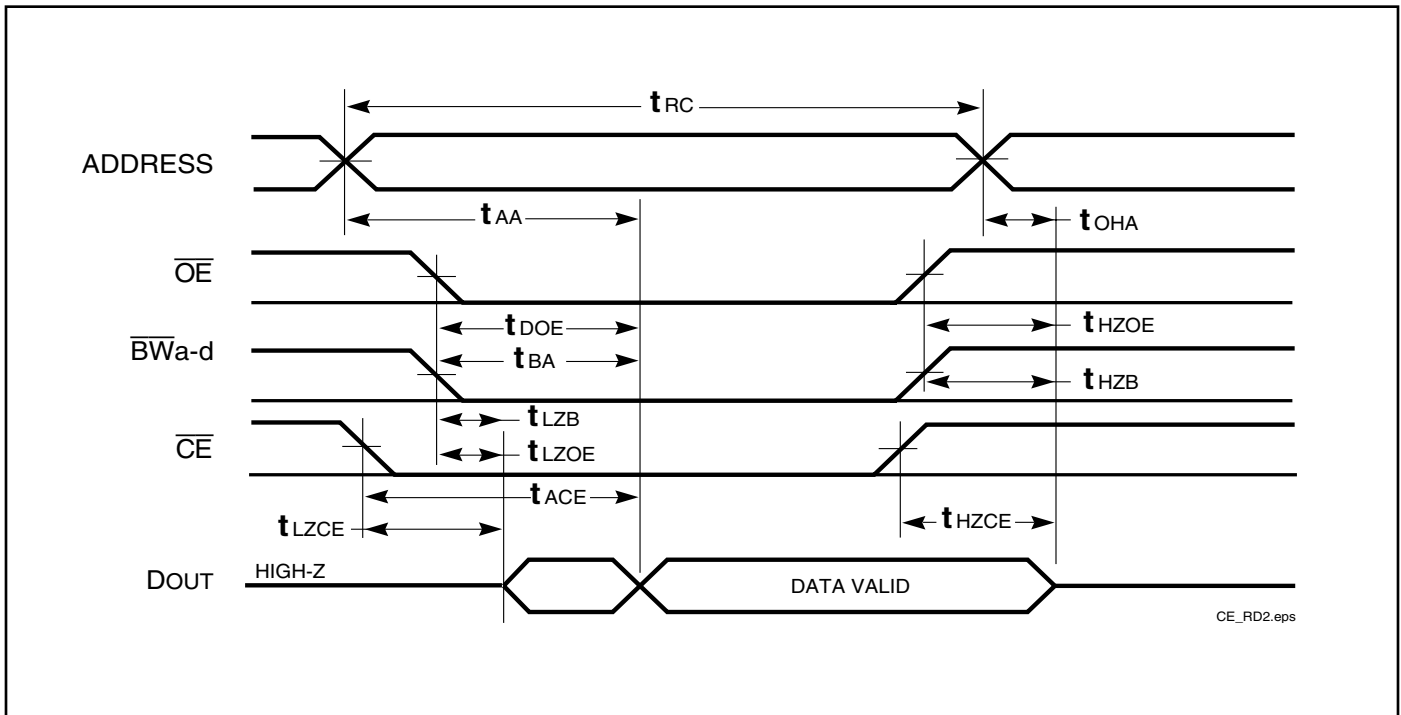 tRC
ADDRESS
tAA
tOHA
OE
tDOE
tHZOE
BWa-d
tBA
tHZB
tLZB
CE
tLZOE
tACE
tLZCE
tHZCE
DOUT
HIGH-Z
DATA VALID
CE_RD2.eps